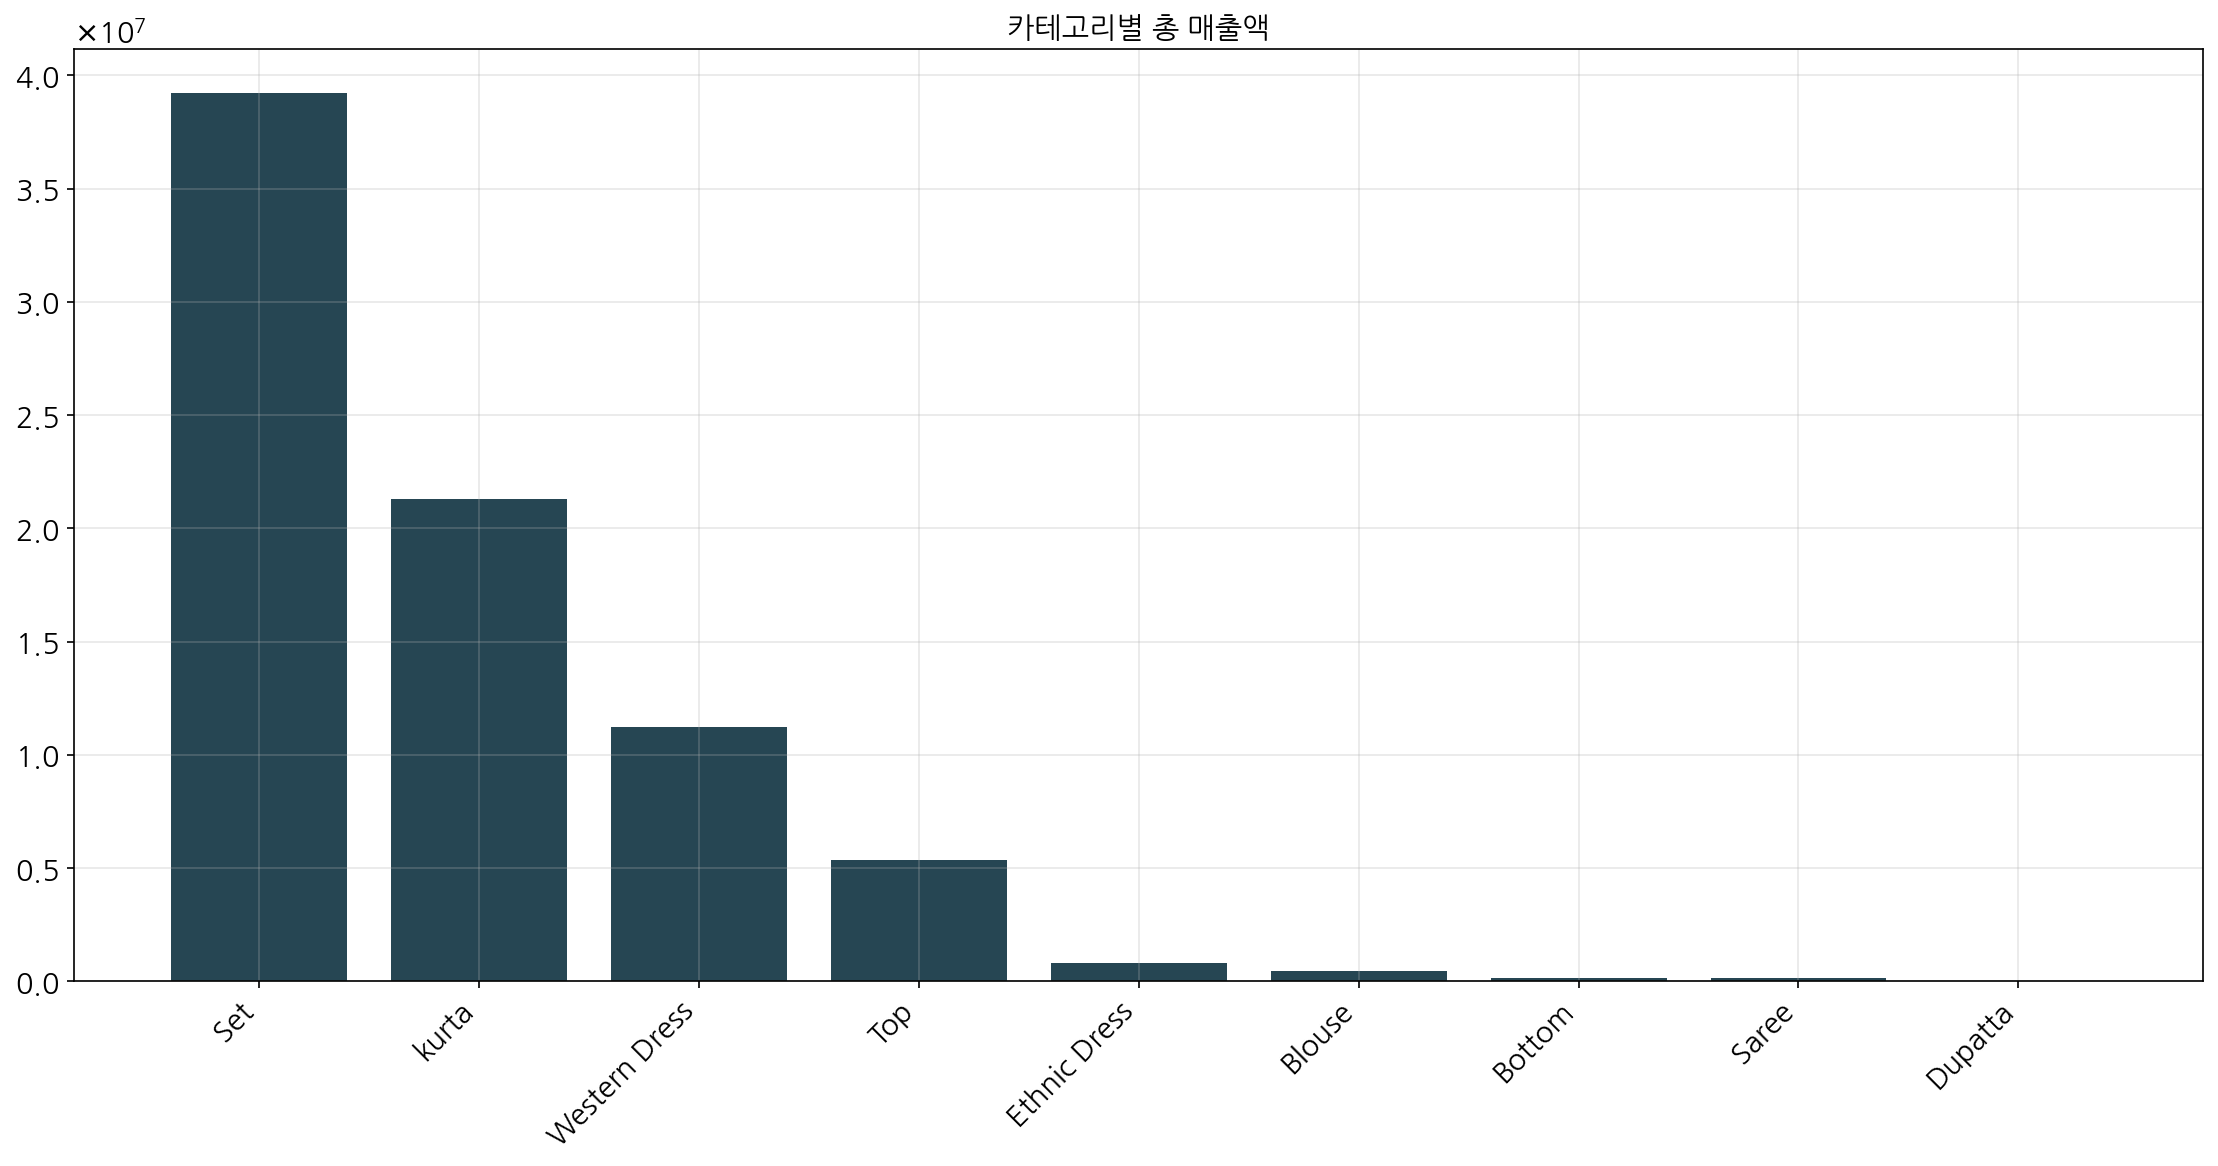 카테고리별 총 매출액
×10⁷
4.0
3.5
3.0
2.5
2.0
1.5
1.0
0.5
0.0
Set
kurta
Western Dress
Top
Ethnic Dress
Blouse
Bottom
Saree
Dupatta